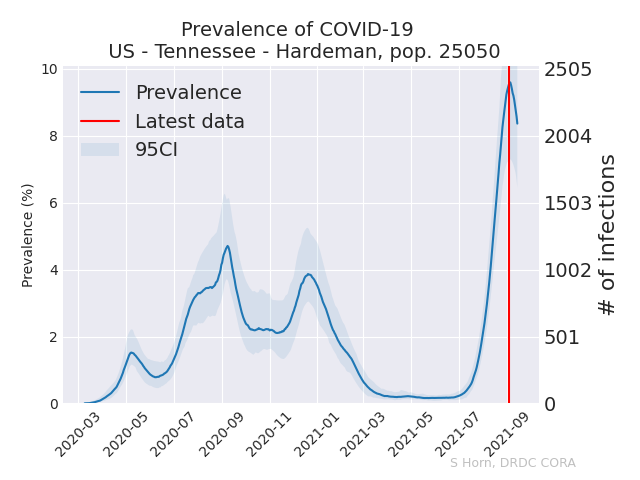 Prevalence of COVID-19
US - Tennessee - Hardeman, pop. 25050
Prevalence
Latest data
95CI
Prevalence (%)
10
8
6
4
2
0
2505
2004
1503
1002
501
0
# of infections
2020-03
2020-05
2020-07
2020-09
2020-11
2021-01
2021-03
2021-05
2021-07
2021-09
S Horn, DRDC CORA